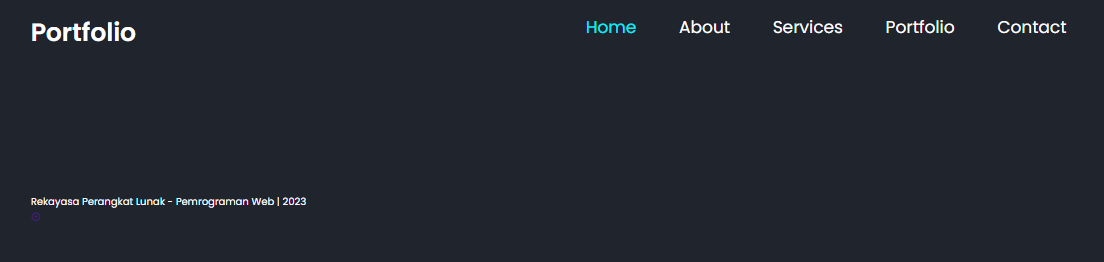 Portfolio
Home About Services Portfolio Contact
Rekayasa Perangkat Lunak - Pemrograman Web | 2023